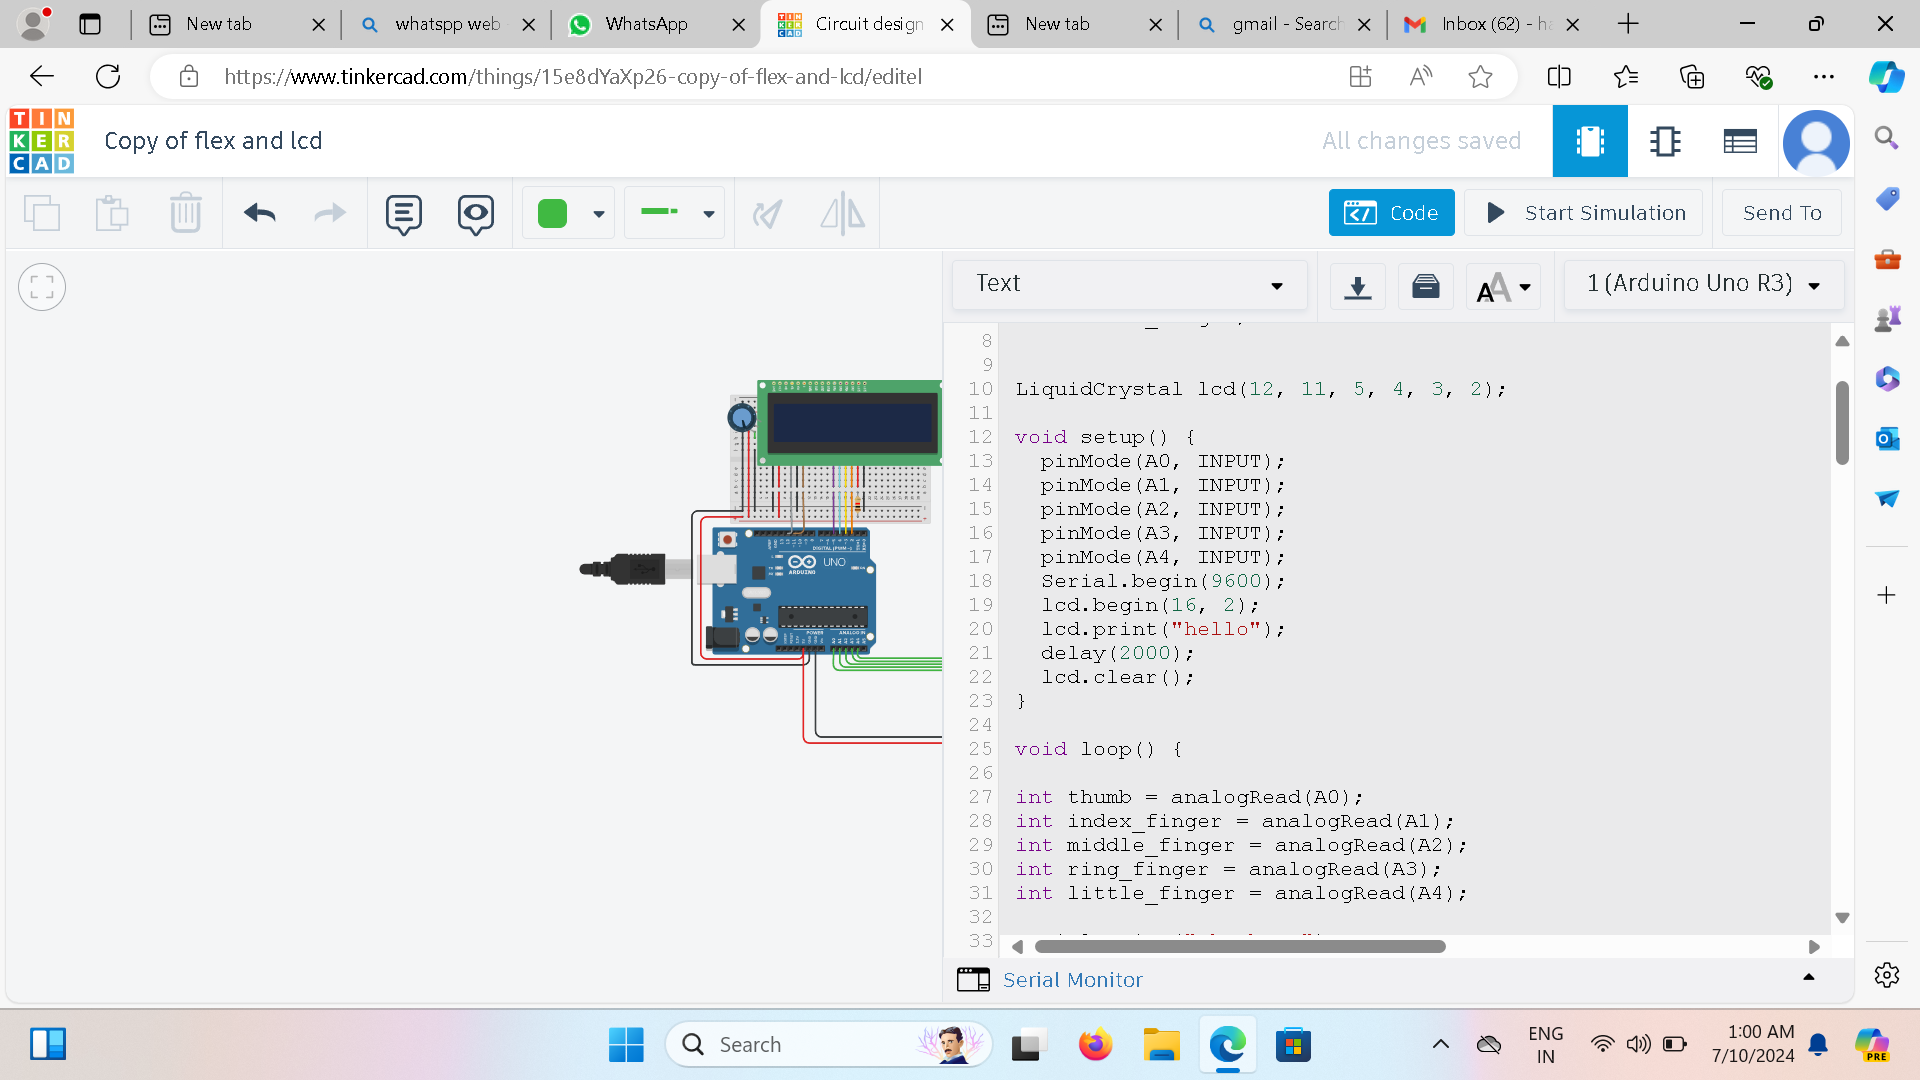 New tab
whatspp web
WhatsApp
Circuit design
New tab
gmail - Search
Inbox (62) - ha
https://www.tinkercad.com/things/15e8dYaXp26-copy-of-flex-and-lcd/editel
TIN
KER
CAD
Copy of flex and lcd
All changes saved
Code
Start Simulation
Send To
Text
1 (Arduino Uno R3)
8
9
10 LiquidCrystal lcd(12, 11, 5, 4, 3, 2);
11
12 void setup() {
13 pinMode(A0, INPUT);
14 pinMode(A1, INPUT);
15 pinMode(A2, INPUT);
16 pinMode(A3, INPUT);
17 pinMode(A4, INPUT);
18 Serial.begin(9600);
19 lcd.begin(16, 2);
20 lcd.print("hello");
21 delay(2000);
22 lcd.clear();
23 }
24
25 void loop() {
26
27 int thumb = analogRead(A0);
28 int index_finger = analogRead(A1);
29 int middle_finger = analogRead(A2);
30 int ring_finger = analogRead(A3);
31 int little_finger = analogRead(A4);
32
33
DIGITAL (PWM~)
UNO
ARDUINO
POWER
ANALOG IN
Serial Monitor
Search
ENG
IN
1:00 AM
7/10/2024
PRE